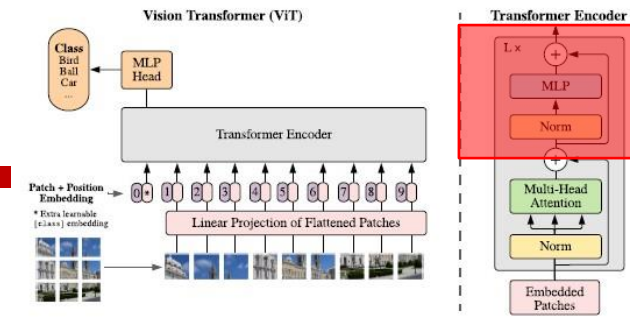 Vision Transformer (ViT)
Class
Bird
Ball
Car
...
MLP
Head
Transformer Encoder
Patch + Position
Embedding
* Extra learnable
[class] embedding
0 * 1 2 3 4 5 6 7 8 9
Linear Projection of Flattened Patches
Transformer Encoder
L ×
+
MLP
Norm
+
Multi-Head
Attention
Norm
Embedded
Patches